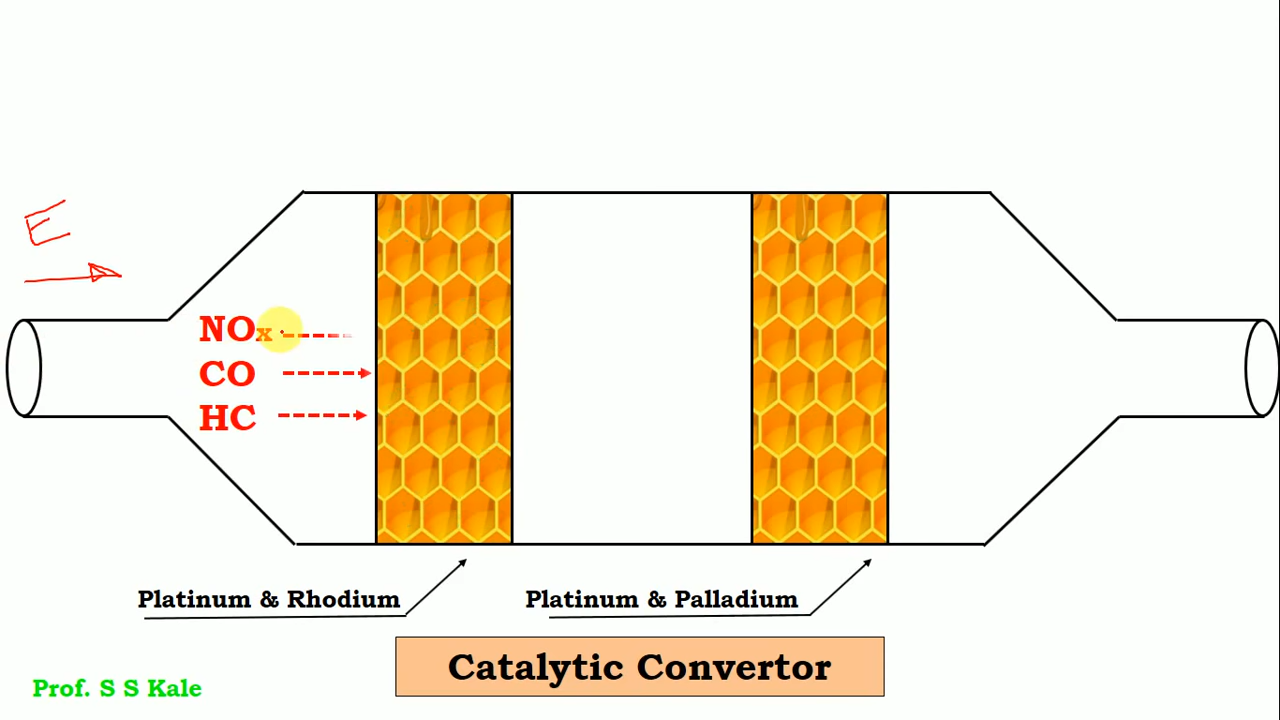 E
NOx
CO
HC
Platinum & Rhodium
Platinum & Palladium
Catalytic Convertor
Prof. S S Kale